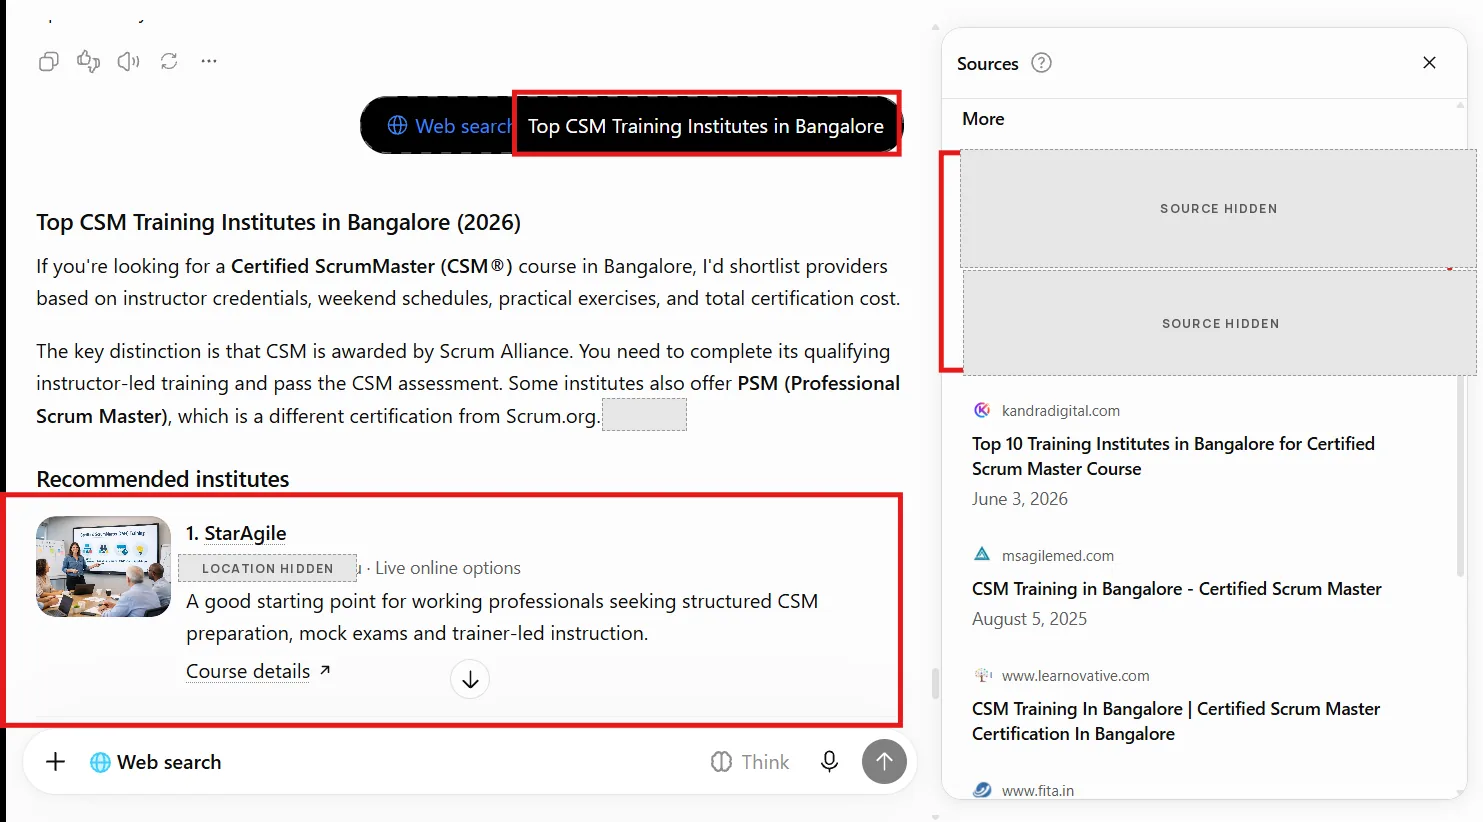 Web search
Top CSM Training Institutes in Bangalore
Top CSM Training Institutes in Bangalore (2026)
If you're looking for a Certified ScrumMaster (CSM®) course in Bangalore, I'd shortlist providers
based on instructor credentials, weekend schedules, practical exercises, and total certification cost.
The key distinction is that CSM is awarded by Scrum Alliance. You need to complete its qualifying
instructor-led training and pass the CSM assessment. Some institutes also offer PSM (Professional
Scrum Master), which is a different certification from Scrum.org.
Recommended institutes
1. StarAgile
LOCATION HIDDEN
· Live online options
A good starting point for working professionals seeking structured CSM
preparation, mock exams and trainer-led instruction.
Course details ↗
Web search
Think
Sources
More
SOURCE HIDDEN
SOURCE HIDDEN
kandradigital.com
Top 10 Training Institutes in Bangalore for Certified
Scrum Master Course
June 3, 2026
msagilemed.com
CSM Training in Bangalore - Certified Scrum Master
August 5, 2025
www.learnovative.com
CSM Training In Bangalore | Certified Scrum Master
Certification In Bangalore
www.fita.in